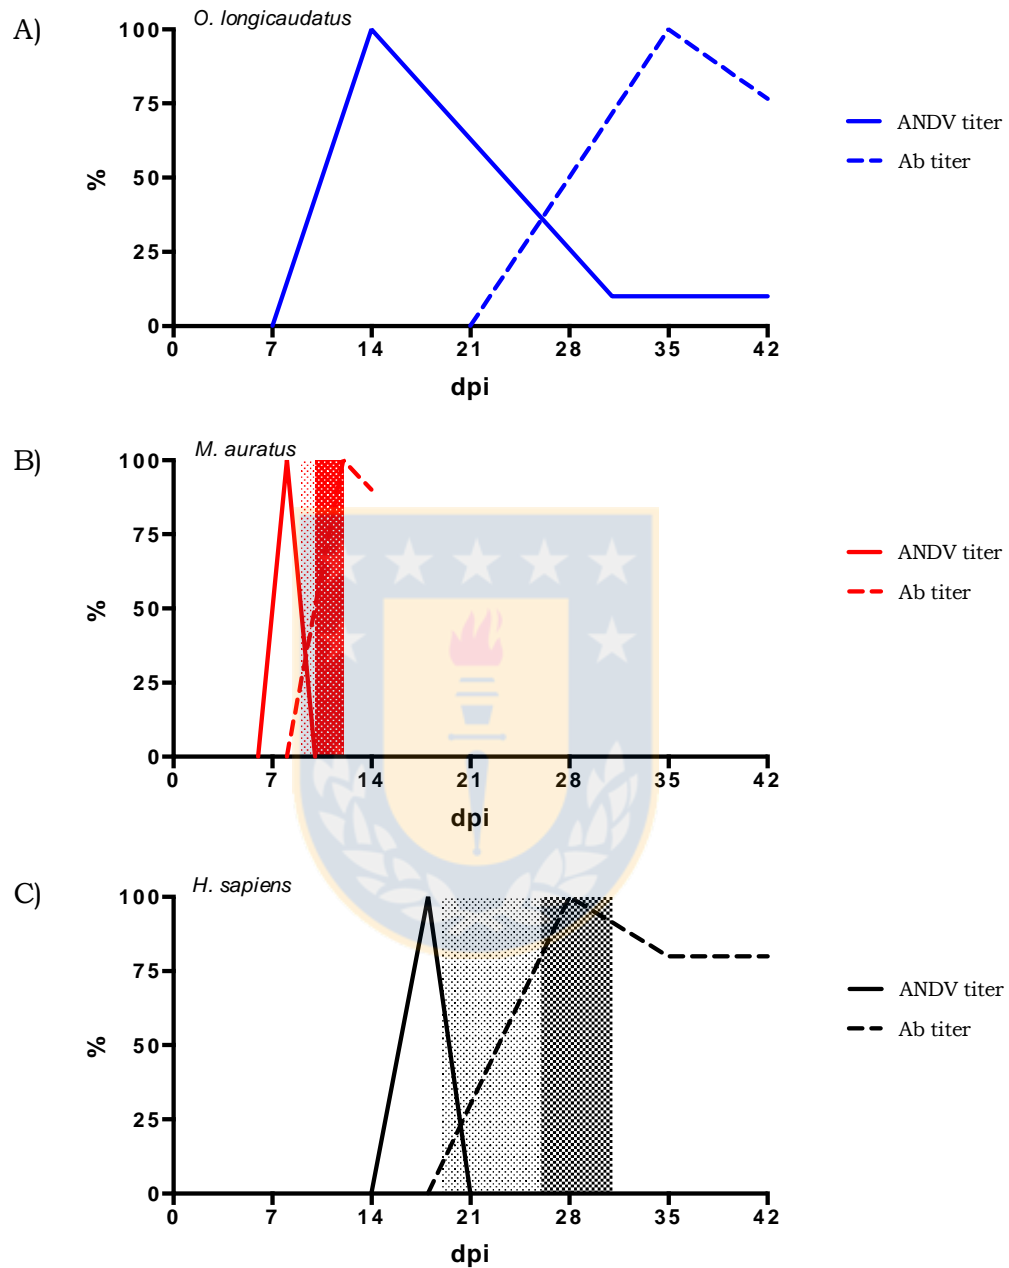 A)
O. longicaudatus
100
75
50
25
0
%
0 7 14 21 28 35 42
dpi
ANDV titer
Ab titer
B)
M. auratus
100
75
50
25
0
%
0 7 14 21 28 35 42
dpi
ANDV titer
Ab titer
C)
H. sapiens
100
75
50
25
0
%
0 7 14 21 28 35 42
dpi
ANDV titer
Ab titer